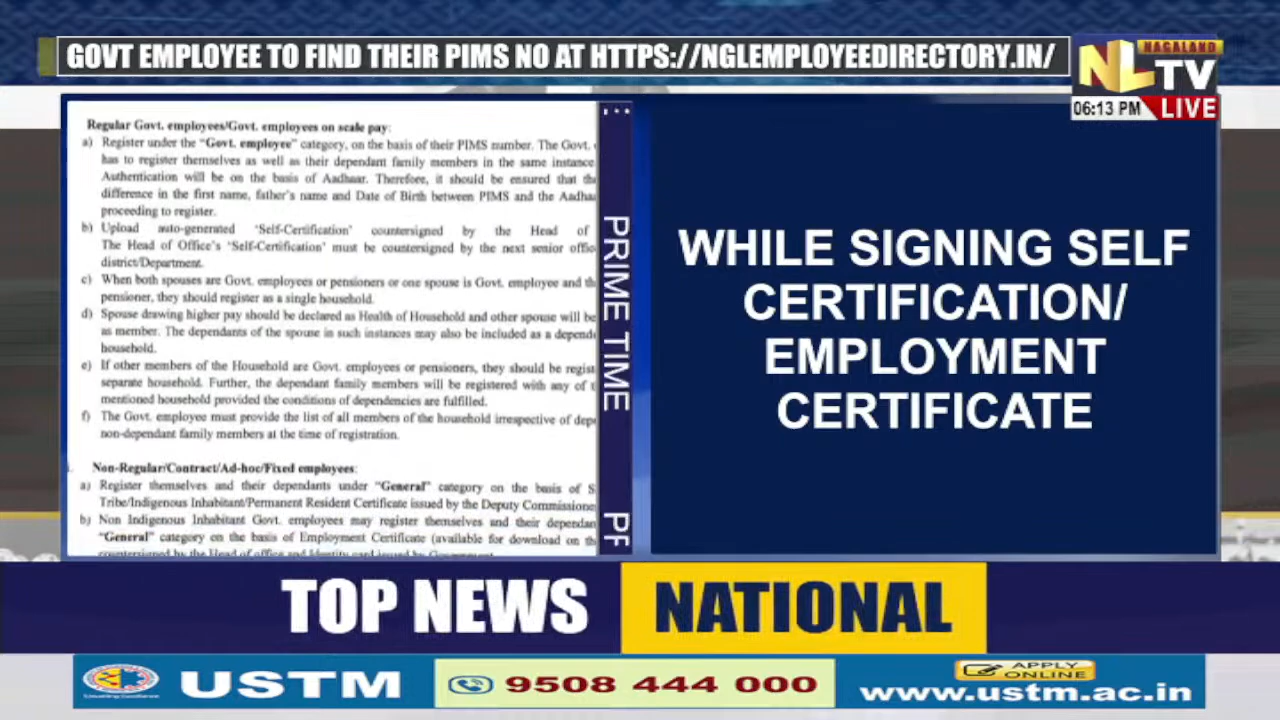 GOVT EMPLOYEE TO FIND THEIR PIMS NO AT HTTPS://NGLEMPLOYEEDIRECTORY.IN/
NAGALAND
NLTV
06:13 PM LIVE
Regular Govt. employees/Govt. employees on scale pay:
a) Register under the "Govt. employee" category, on the basis of their PIMS number. The Govt.
has to register themselves as well as their dependant family members in the same instance
Authentication will be on the basis of Aadhaar. Therefore, it should be ensured that
difference in the first name, father's name and Date of Birth between PIMS and the
proceeding to register.
b) Upload auto-generated 'Self-Certification' countersigned by the Head of
The Head of Office's 'Self-Certification' must be countersigned by the next senior
district/Department.
c) When both spouses are Govt. employees or pensioners or one spouse is Govt. employee and
pensioner, they should register as a single household.
d) Spouse drawing higher pay should be declared as Health of Household and other spouse will be
as member. The dependants of the spouse in such instances may also be included as a
household.
e) If other members of the Household are Govt. employees or pensioners, they should be
separate household. Further, the dependant family members will be registered with any of
mentioned household provided the conditions of dependencies are fulfilled.
f) The Govt. employee must provide the list of all members of the household irrespective of
non-dependant family members at the time of registration.
Non-Regular/Contract/Ad-hoc/Fixed employees:
a) Register themselves and their dependants under "General" category on the basis of
Tribe/Indigenous Inhabitant/Permanent Resident Certificate issued by the Deputy
b) Non Indigenous Inhabitant Govt. employees may register themselves and their
"General" category on the basis of Employment Certificate (available for download on
countersigned by the Head of office and Identity card issued by Government
PRIME TIME
WHILE SIGNING SELF
CERTIFICATION/
EMPLOYMENT
CERTIFICATE
TOP NEWS NATIONAL
USTM
9508 444 000
APPLY
ONLINE
www.ustm.ac.in